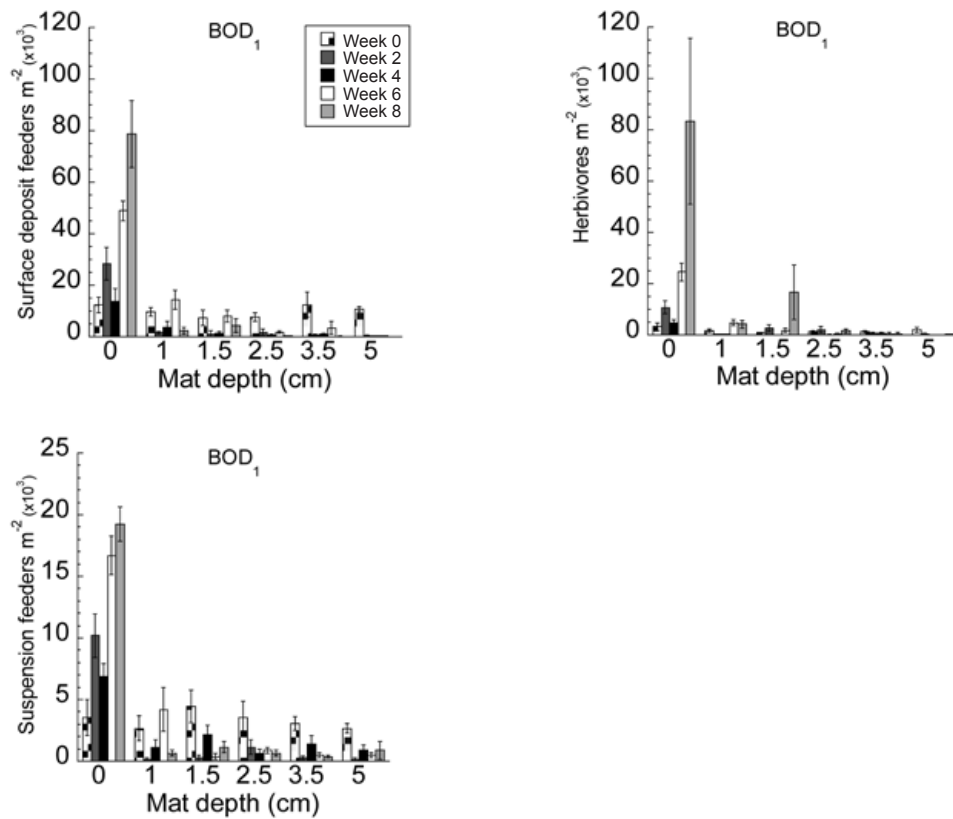 BOD1
Surface deposit feeders m-2 (x103)
120
100
80
60
40
20
0
Week 0
Week 2
Week 4
Week 6
Week 8
0 1 1.5 2.5 3.5 5
Mat depth (cm)
BOD1
Herbivores m-2 (x103)
120
100
80
60
40
20
0
0 1 1.5 2.5 3.5 5
Mat depth (cm)
BOD1
Suspension feeders m-2 (x103)
25
20
15
10
5
0
0 1 1.5 2.5 3.5 5
Mat depth (cm)